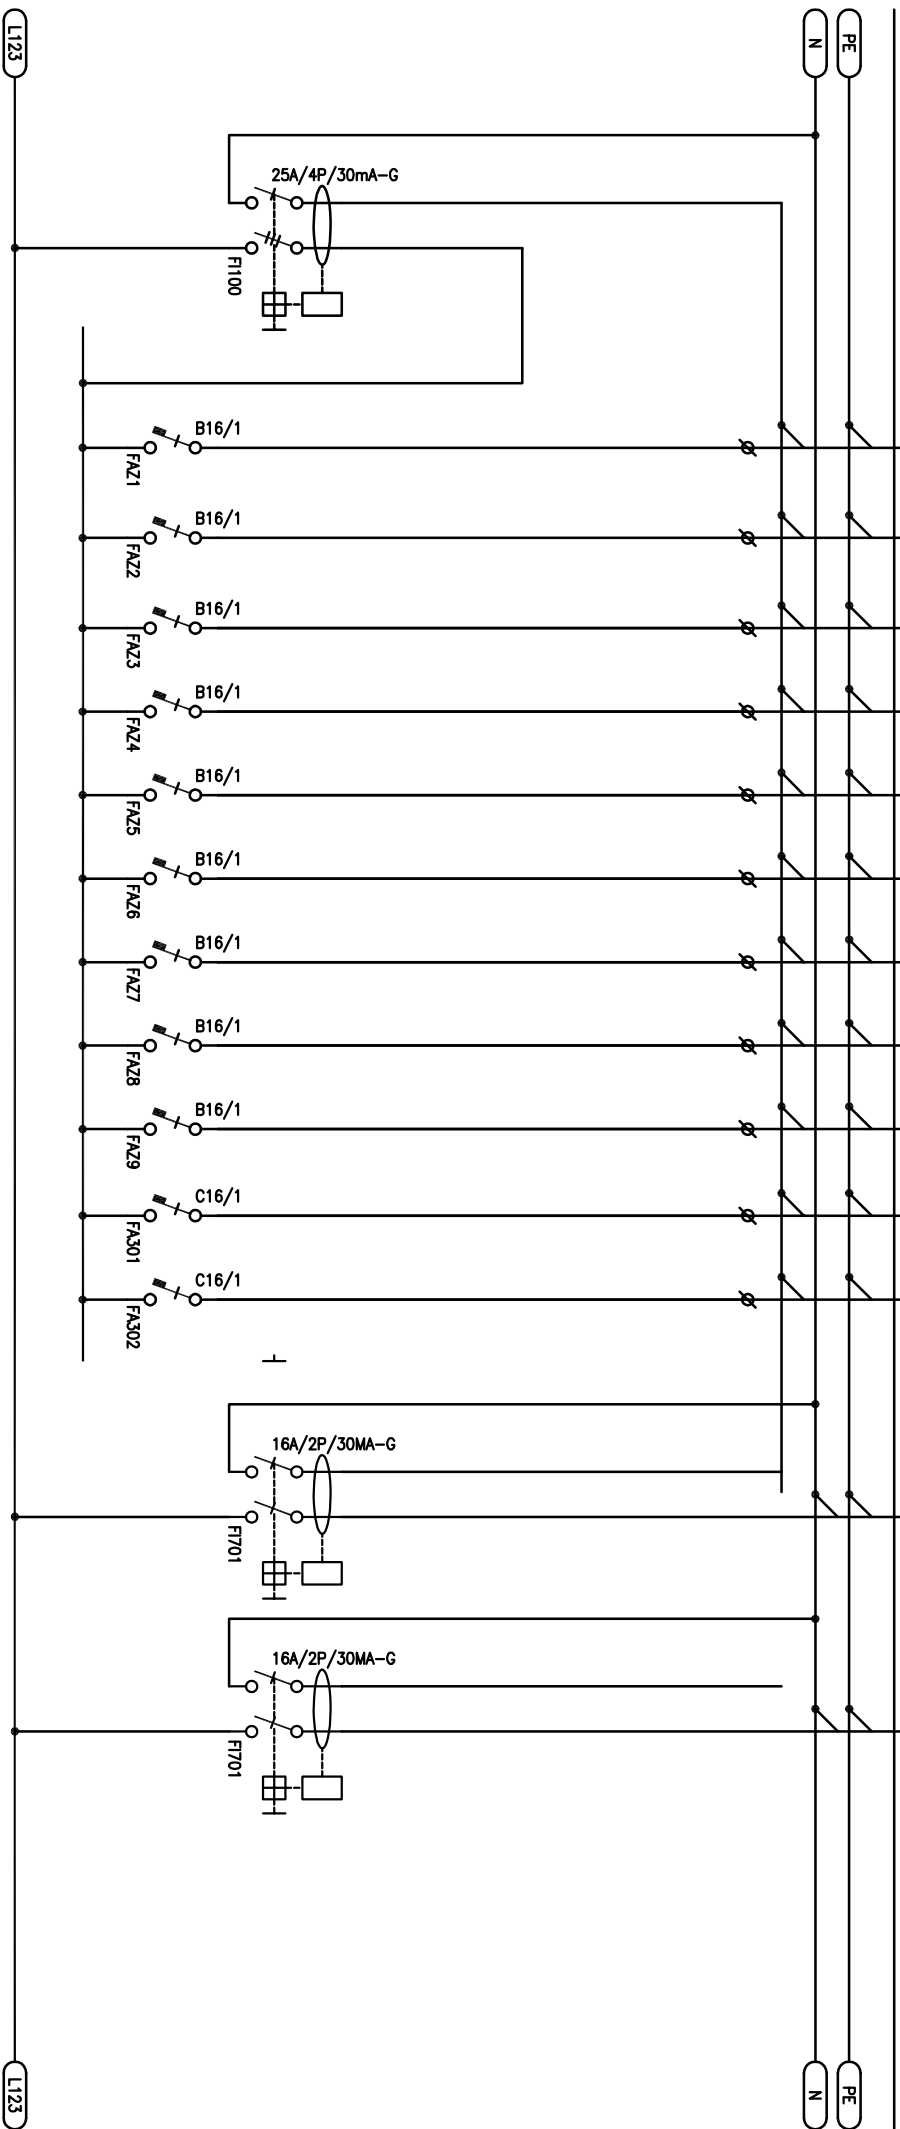 L123
N
PE
25A/4P/30mA-G
FI100
B16/1
FAZ1
B16/1
FAZ2
B16/1
FAZ3
B16/1
FAZ4
B16/1
FAZ5
B16/1
FAZ6
B16/1
FAZ7
B16/1
FAZ8
B16/1
FAZ9
C16/1
FA301
C16/1
FA302
16A/2P/30MA-G
FI701
16A/2P/30MA-G
FI701
L123
N
PE